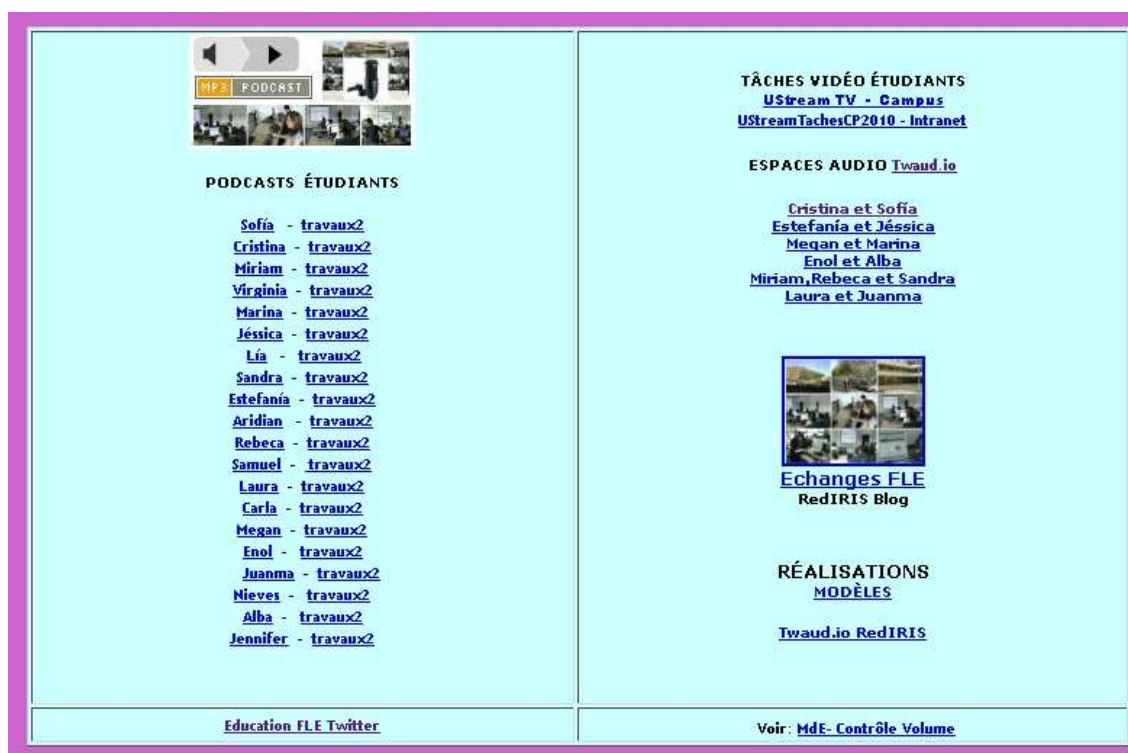 MP3 PODCAST
PODCASTS ÉTUDIANTS
Sofía - travaux2
Cristina - travaux2
Miriam - travaux2
Virginia - travaux2
Marina - travaux2
Jéssica - travaux2
Lía - travaux2
Sandra - travaux2
Estefanía - travaux2
Aridian - travaux2
Rebeca - travaux2
Samuel - travaux2
Laura - travaux2
Carla - travaux2
Megan - travaux2
Enol - travaux2
Juanma - travaux2
Nieves - travaux2
Alba - travaux2
Jennifer - travaux2
Education FLE Twitter
TÂCHES VIDÉO ÉTUDIANTS
UStream TV - Campus
UStreamTachesCP2010 - Intranet
ESPACES AUDIO Twaud.io
Cristina et Sofía
Estefanía et Jéssica
Megan et Marina
Enol et Alba
Miriam,Rebeca et Sandra
Laura et Juanma
Echanges FLE
RedIRIS Blog
RÉALISATIONS
MODÈLES
Twaud.io RedIRIS
Voir: MdE- Contrôle Volume